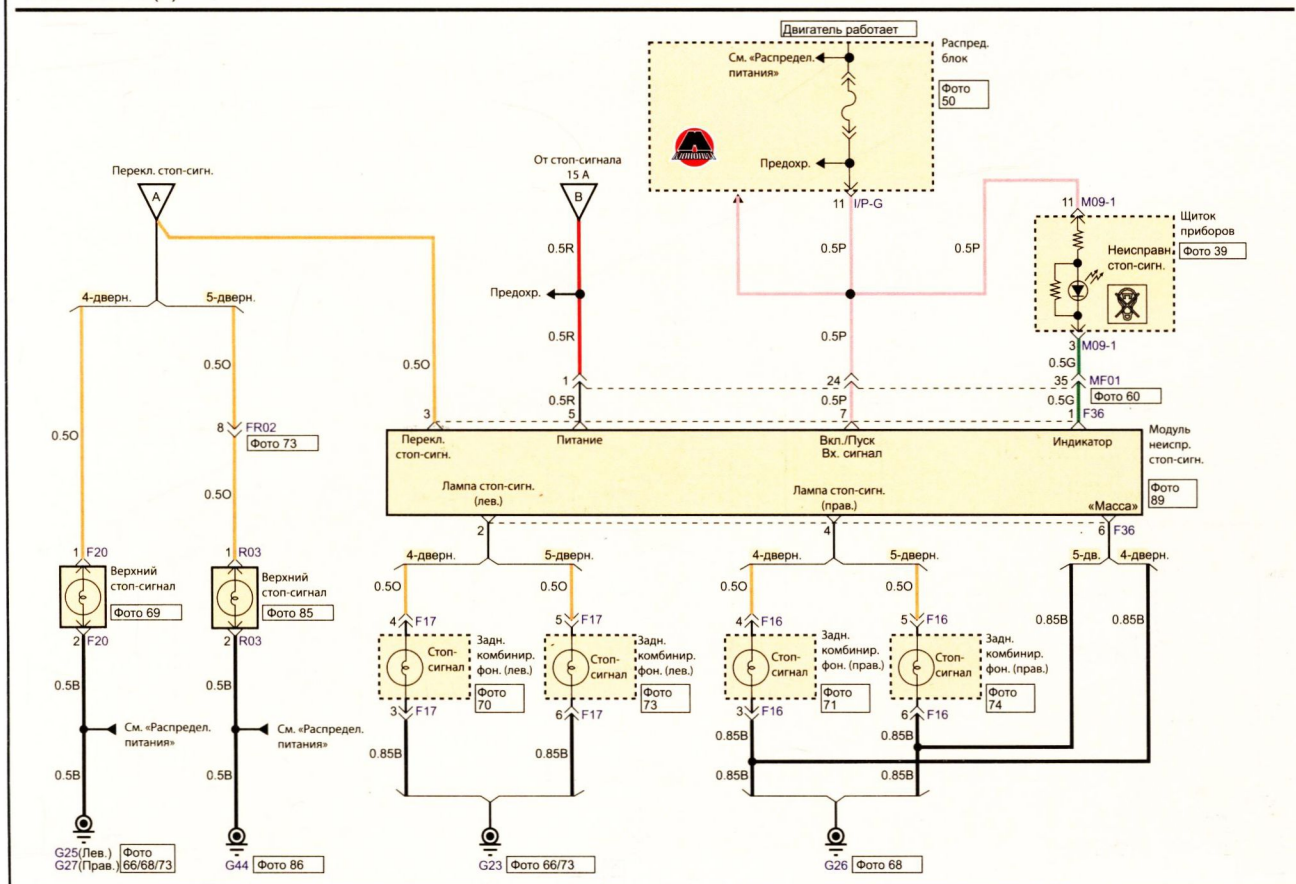 Двигатель работает
См. «Распредел.
питания»
Распред.
блок
Фото
50
Предохр.
11 I/P-G
Перекл. стоп-сигн.
A
От стоп-сигнала
15 A
B
11 M09-1
Щиток
приборов
Фото 39
Неисправн.
стоп-сигн.
0.5R
0.5P
0.5P
Предохр.
4-дверн.
5-дверн.
0.5R
0.5P
3 M09-1
0.5O
0.5O
0.5G
1
24
35 MF01
Фото 60
0.5R
0.5P
0.5G
3
5
7
1 F36
8 FR02
Фото 73
0.5O
Перекл.
стоп-сигн.
Питание
Вкл./Пуск
Вх. сигнал
Индикатор
Модуль
неиспр.
стоп-сигн.
Фото
89
0.5O
Лампа стоп-сигн.
(лев.)
Лампа стоп-сигн.
(прав.)
«Масса»
2
4
6 F36
1 F20
1 R03
4-дверн.
5-дверн.
4-дверн.
5-дверн.
5-дв.
4-дверн.
Верхний
стоп-сигнал
Фото 69
Верхний
стоп-сигнал
Фото 85
0.5O
0.5O
0.5O
0.5O
4 F17
5 F17
4 F16
5 F16
0.85B
0.85B
2 F20
2 R03
Стоп-
сигнал
Задн.
комбинир.
фон. (лев.)
Фото
70
Стоп-
сигнал
Задн.
комбинир.
фон. (лев.)
Фото
73
Стоп-
сигнал
Задн.
комбинир.
фон. (прав.)
Фото
71
Стоп-
сигнал
Задн.
комбинир.
фон. (прав.)
Фото
74
0.5B
0.5B
3 F17
6 F17
3 F16
6 F16
См. «Распредел.
питания»
См. «Распредел.
питания»
0.85B
0.85B
0.85B
0.85B
0.5B
0.5B
0.85B
0.85B
G25(Лев.)
G27(Прав.)
Фото
66/68/73
G44 Фото 86
G23 Фото 66/73
G26 Фото 68